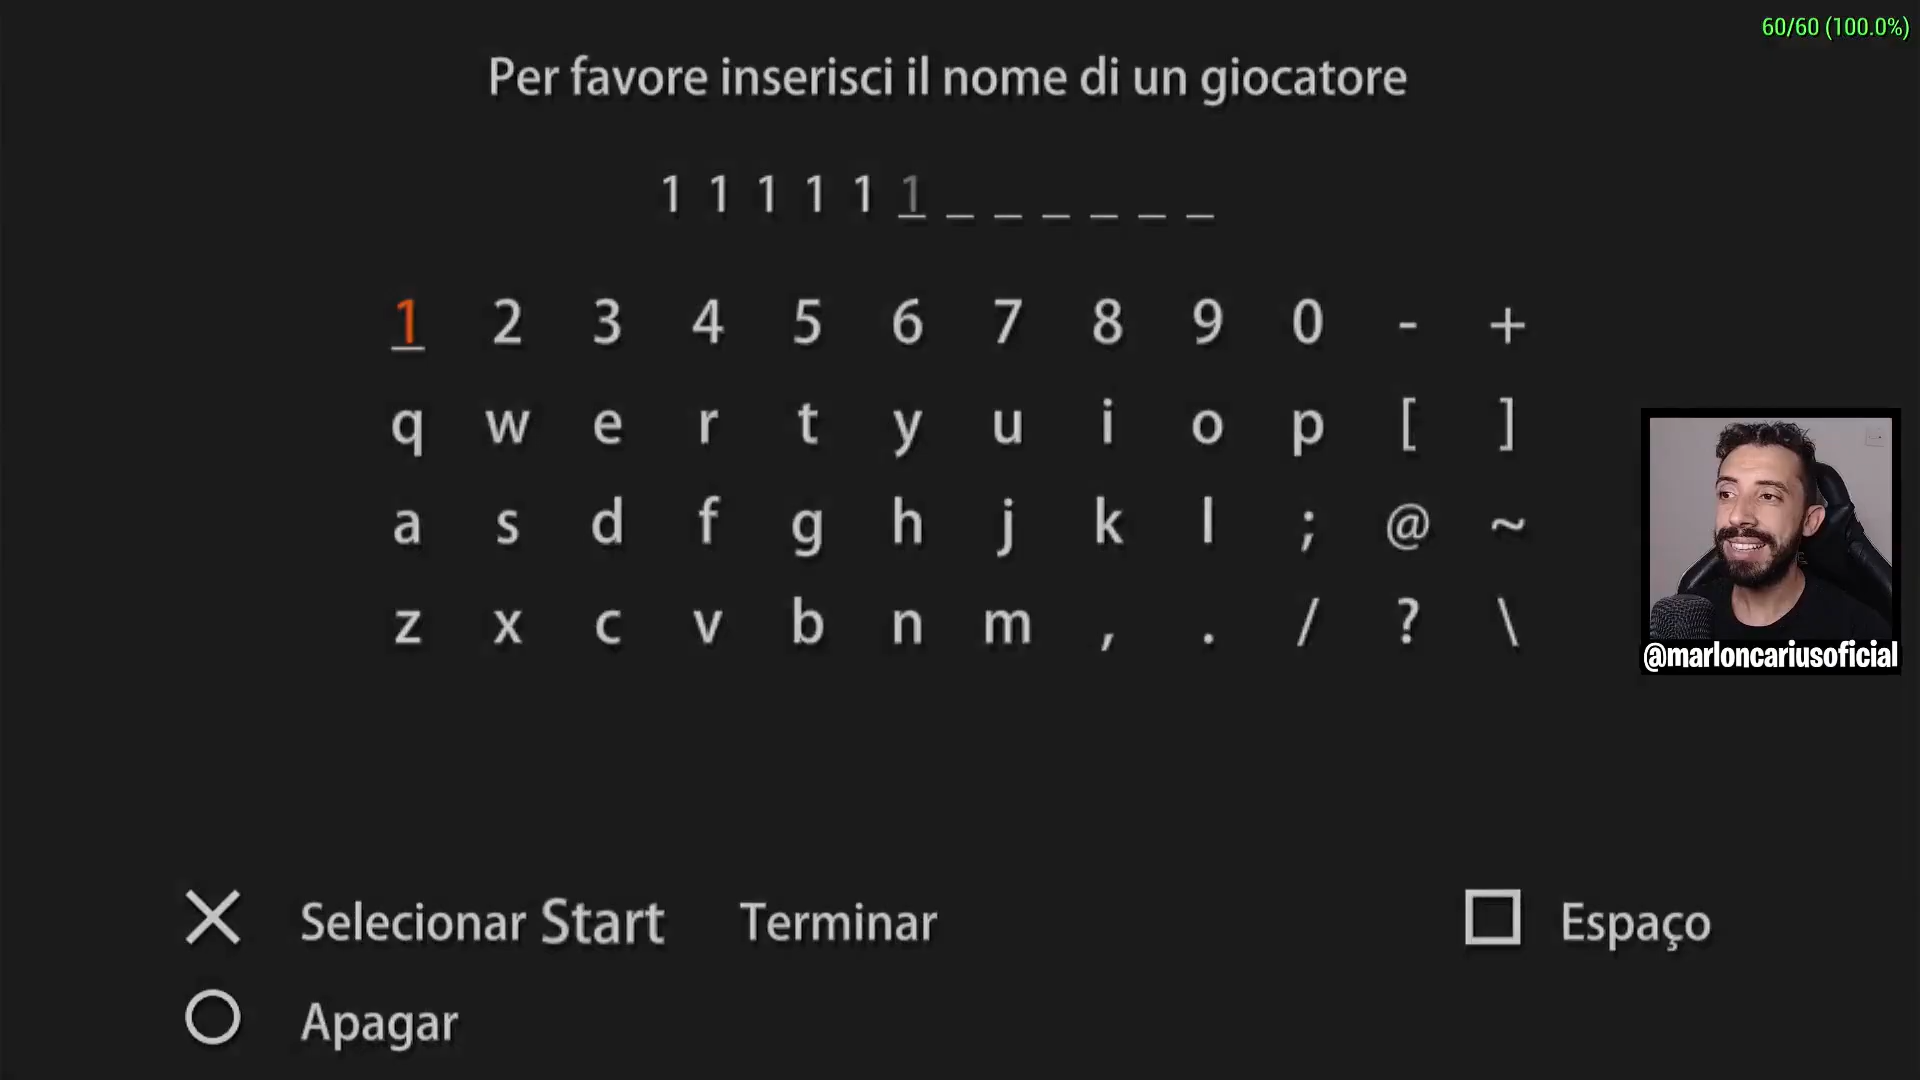 60/60 (100.0%)
Per favore inserisci il nome di un giocatore
1 1 1 1 1 1 _ _ _ _ _ _
1 2 3 4 5 6 7 8 9 0 - +
q w e r t y u i o p [ ]
a s d f g h j k l ; @ ~
z x c v b n m , . / ? \
@marloncariusoficial
Selecionar Start Terminar Espaço
Apagar